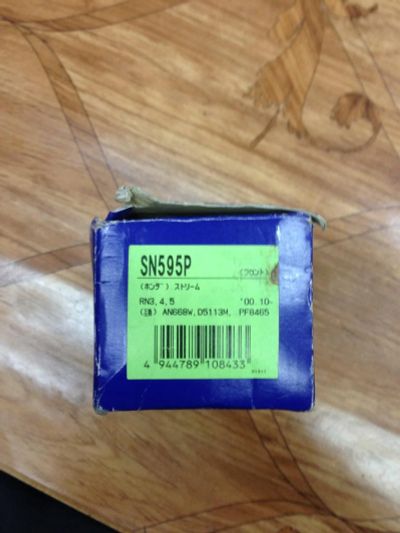 SN595P
(フロント)
(ホンダ) ストリーム
RN3,4,5 '00.10-
AN668W,D5113M, PF8465
4 944789 108433